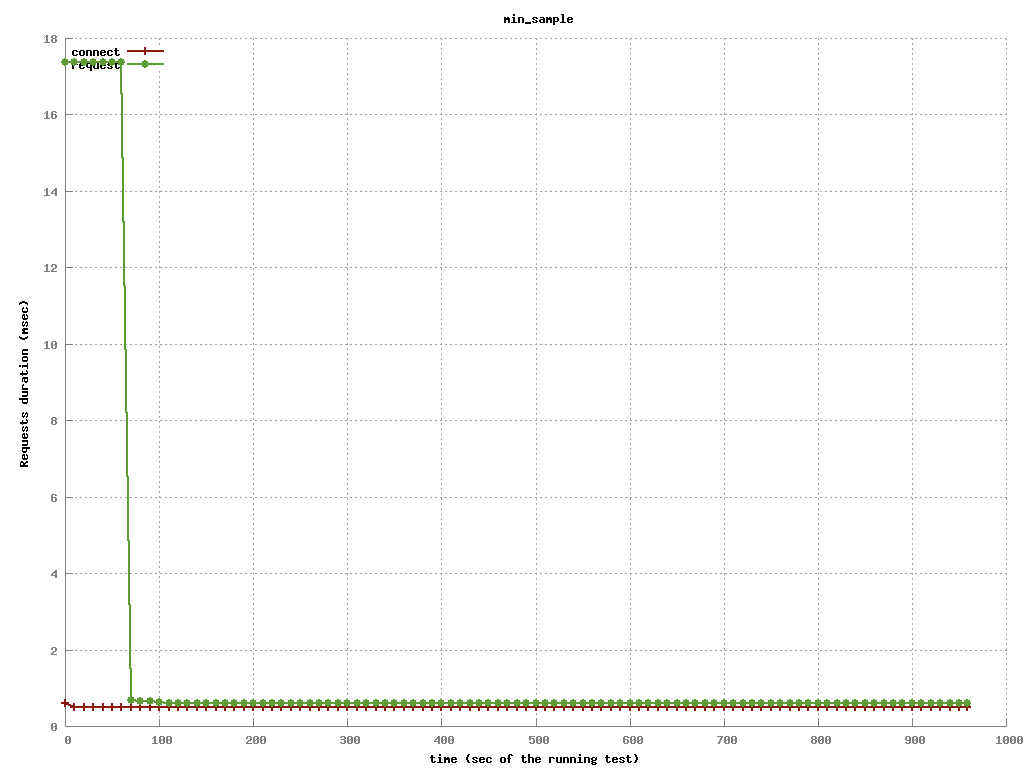 min_sample
connect
request
Requests duration (msec)
18
16
14
12
10
8
6
4
2
0
0 100 200 300 400 500 600 700 800 900 1000
time (sec of the running test)